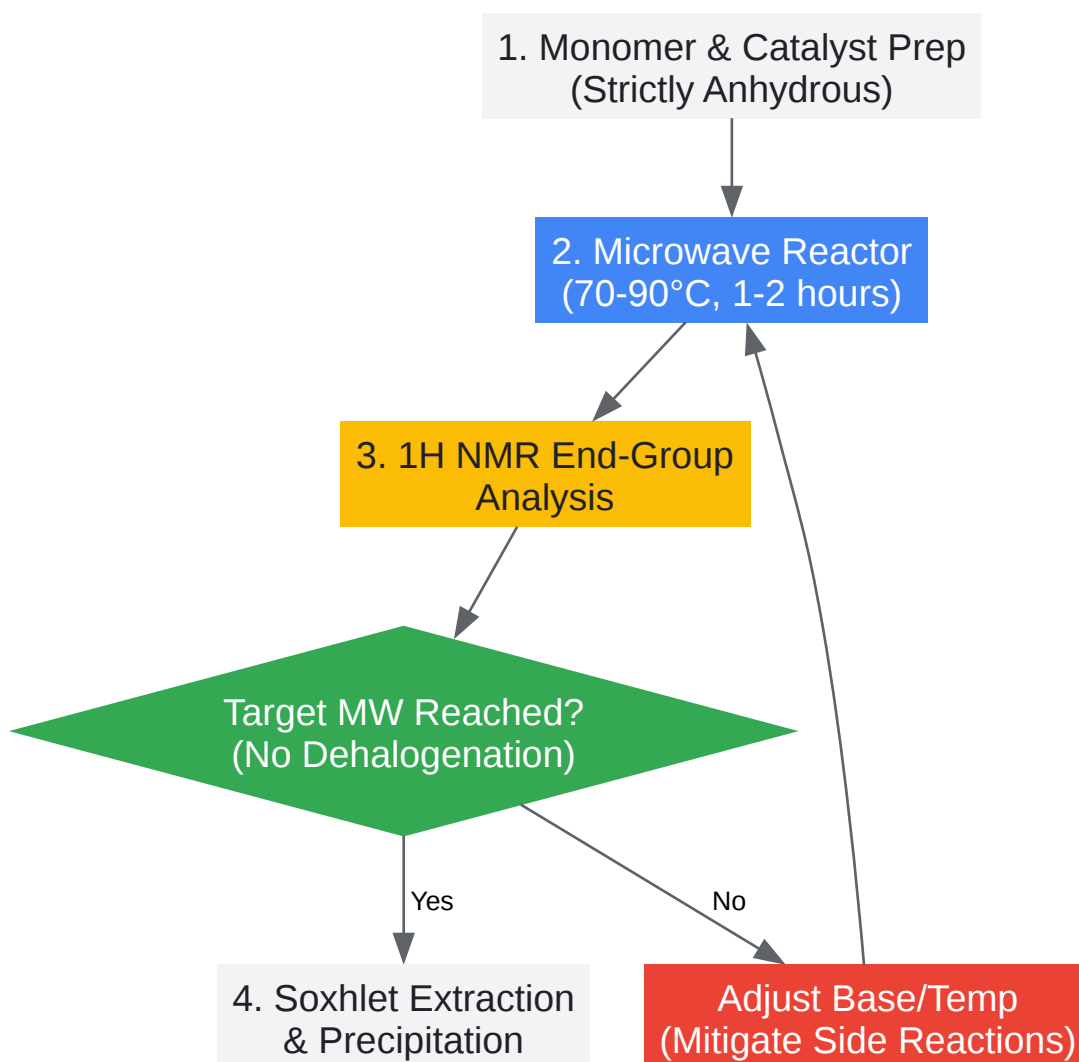 1. Monomer & Catalyst Prep
(Strictly Anhydrous)
2. Microwave Reactor
(70-90°C, 1-2 hours)
3. 1H NMR End-Group
Analysis
Target MW Reached?
(No Dehalogenation)
Yes
No
4. Soxhlet Extraction
& Precipitation
Adjust Base/Temp
(Mitigate Side Reactions)